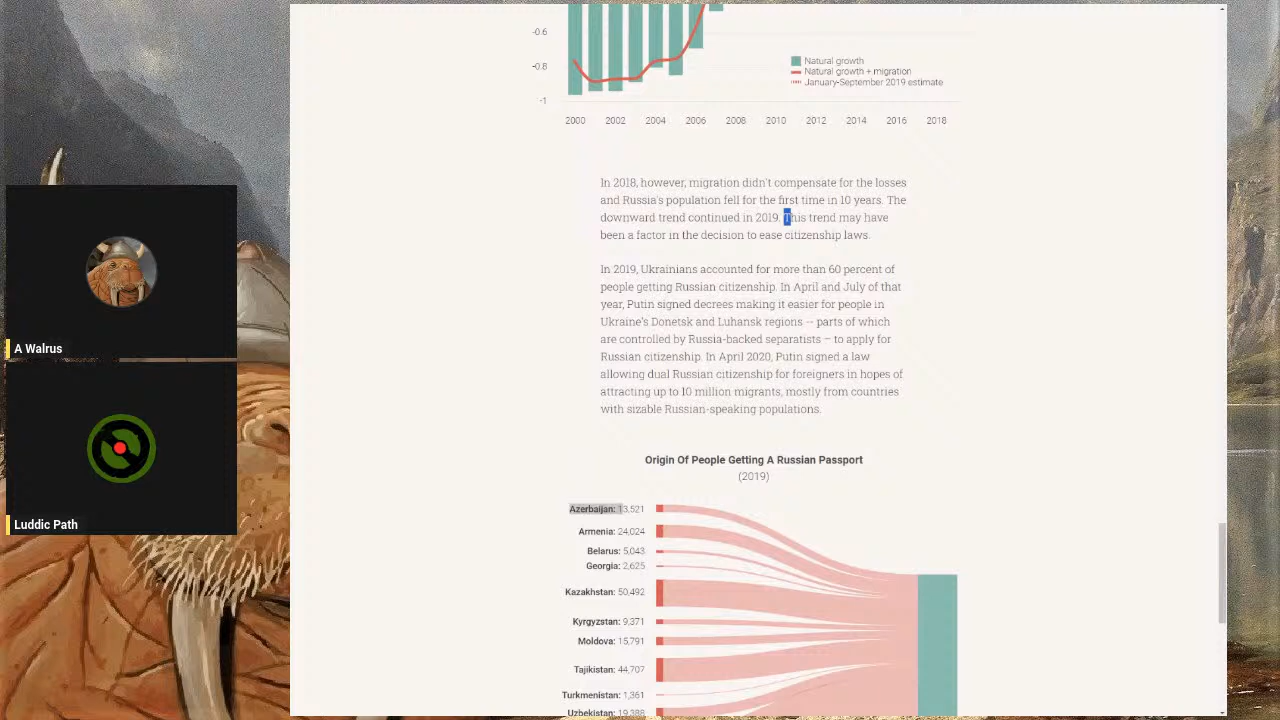 -0.6
-0.8
-1
Natural growth
Natural growth + migration
January-September 2019 estimate
2000 2002 2004 2006 2008 2010 2012 2014 2016 2018
In 2018, however, migration didn't compensate for the losses
and Russia's population fell for the first time in 10 years. The
downward trend continued in 2019. This trend may have
been a factor in the decision to ease citizenship laws.
In 2019, Ukrainians accounted for more than 60 percent of
people getting Russian citizenship. In April and July of that
year, Putin signed decrees making it easier for people in
Ukraine's Donetsk and Luhansk regions -- parts of which
are controlled by Russia-backed separatists – to apply for
Russian citizenship. In April 2020, Putin signed a law
allowing dual Russian citizenship for foreigners in hopes of
attracting up to 10 million migrants, mostly from countries
with sizable Russian-speaking populations.
Origin Of People Getting A Russian Passport
(2019)
Azerbaijan: 13,521
Armenia: 24,024
Belarus: 5,043
Georgia: 2,625
Kazakhstan: 50,492
Kyrgyzstan: 9,371
Moldova: 15,791
Tajikistan: 44,707
Turkmenistan: 1,361
Uzbekistan: 19,388
A Walrus
Luddic Path